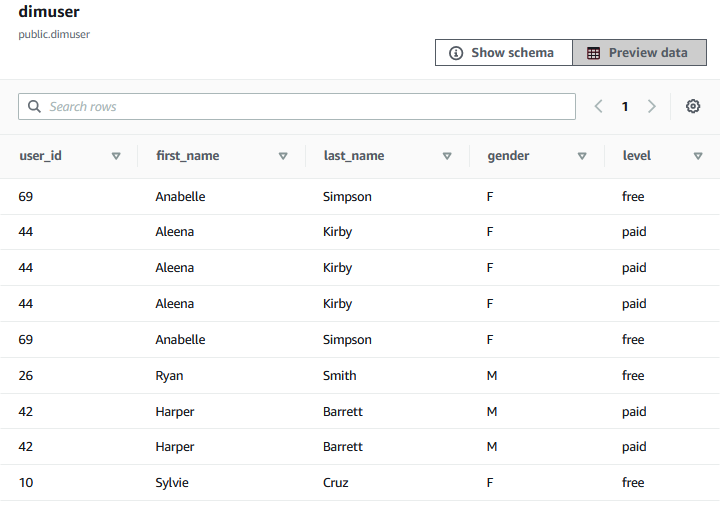 dimuser
public.dimuser
Show schema Preview data
Search rows 1
user_id first_name last_name gender level
69 Anabelle Simpson F free
44 Aleena Kirby F paid
44 Aleena Kirby F paid
44 Aleena Kirby F paid
69 Anabelle Simpson F free
26 Ryan Smith M free
42 Harper Barrett M paid
42 Harper Barrett M paid
10 Sylvie Cruz F free